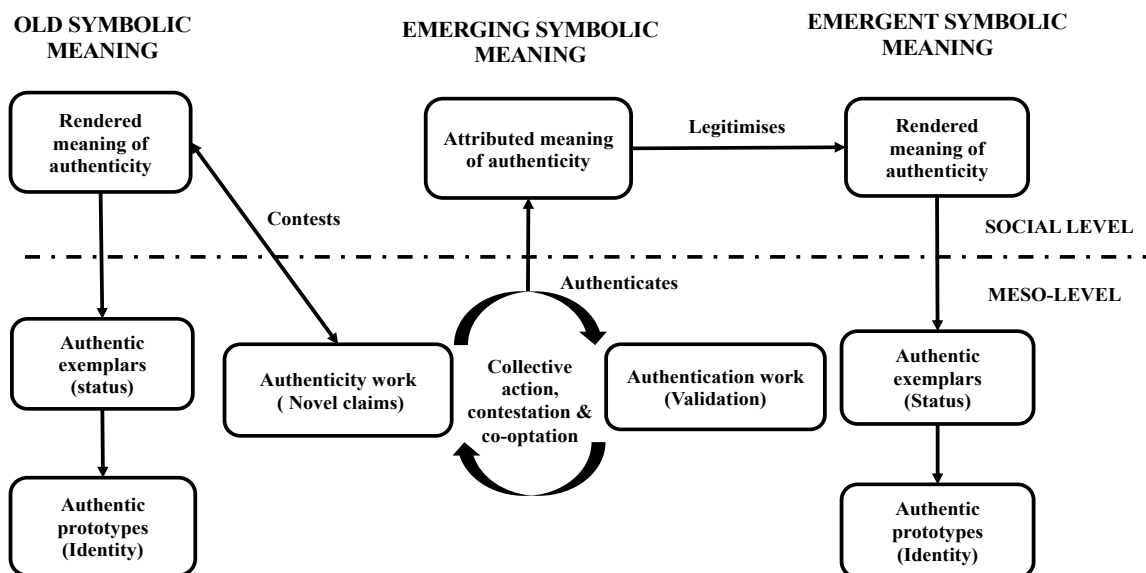 OLD SYMBOLIC
MEANING
EMERGING SYMBOLIC
MEANING
EMERGENT SYMBOLIC
MEANING
Rendered
meaning of
authenticity
Attributed meaning
of authenticity
Legitimises
Rendered
meaning of
authenticity
Contests
SOCIAL LEVEL
Authenticates
MESO-LEVEL
Authentic
exemplars
(status)
Authenticity work
( Novel claims)
Collective
action,
contestation &
co-optation
Authentication work
(Validation)
Authentic
exemplars
(Status)
Authentic
prototypes
(Identity)
Authentic
prototypes
(Identity)